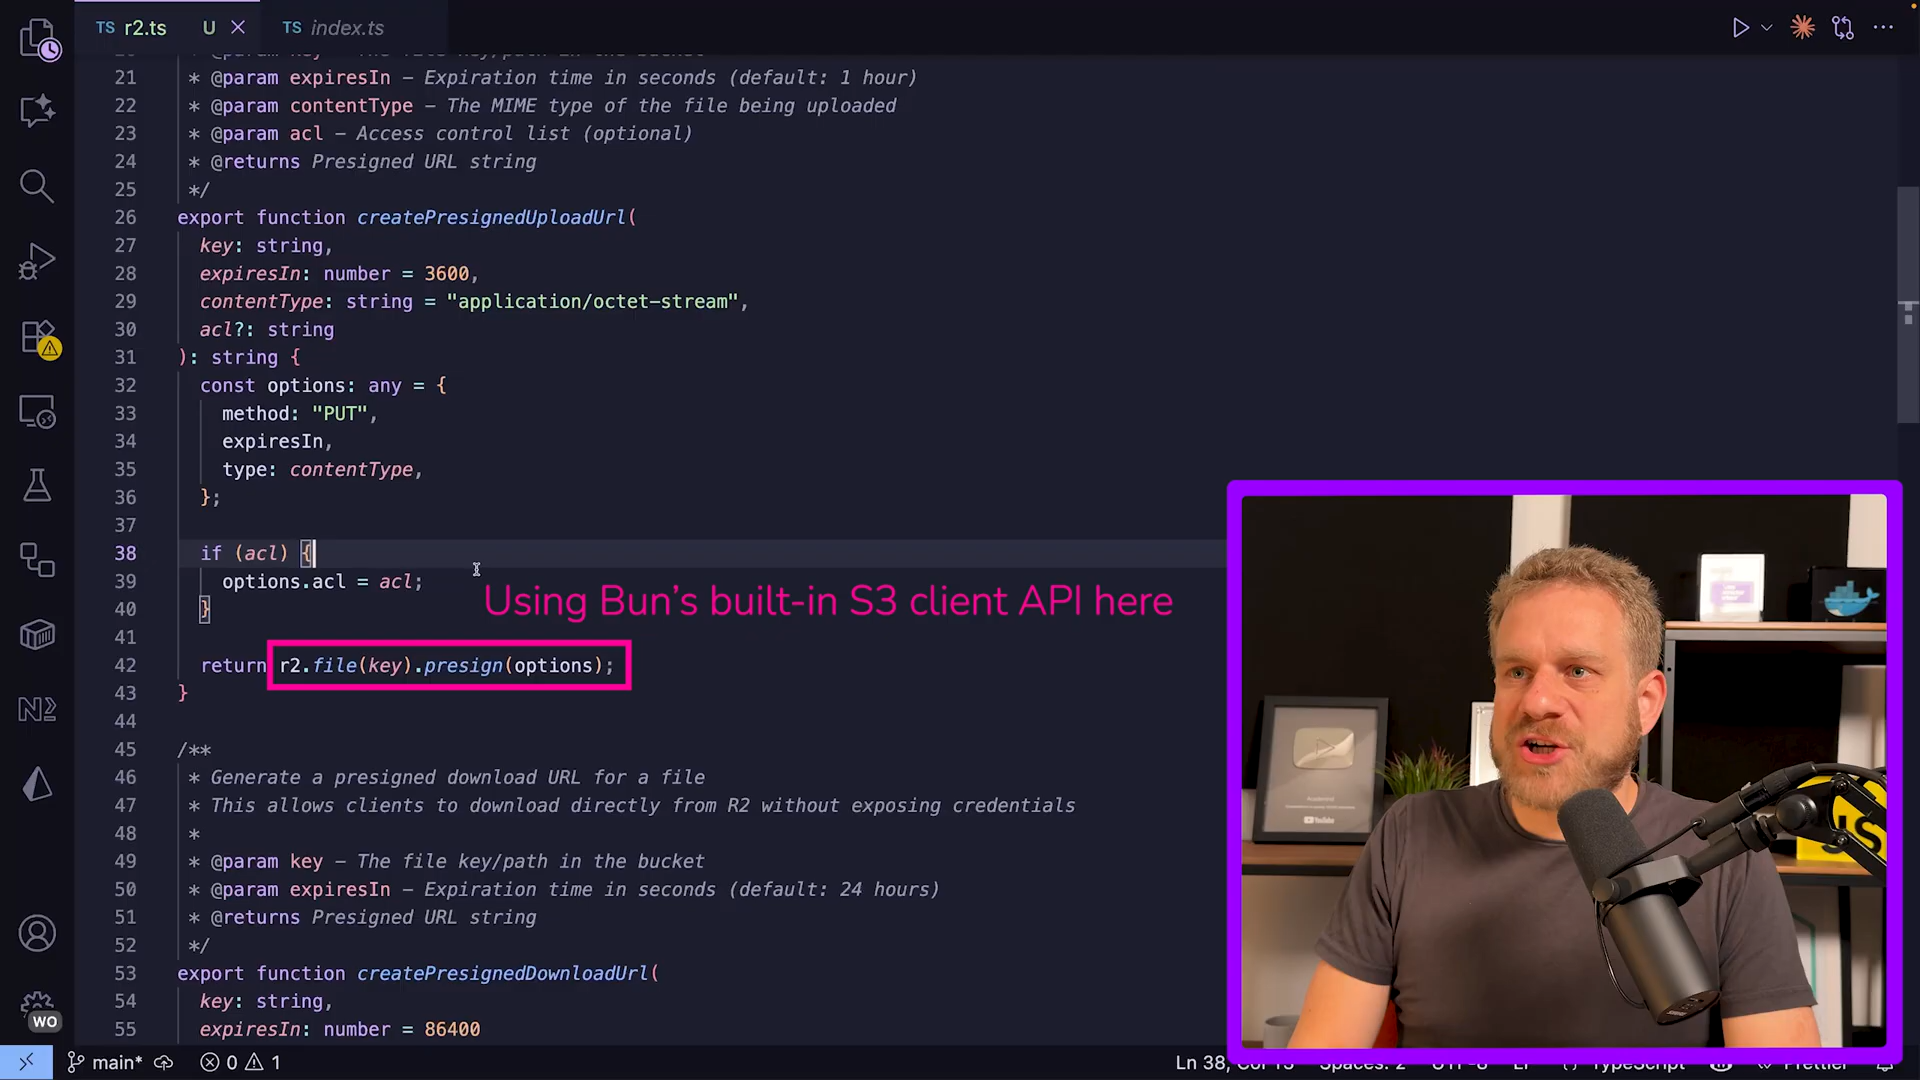 TS r2.ts U
TS index.ts
21 * @param expiresIn – Expiration time in seconds (default: 1 hour)
22 * @param contentType – The MIME type of the file being uploaded
23 * @param acl – Access control list (optional)
24 * @returns Presigned URL string
25 */
26 export function createPresignedUploadUrl(
27 key: string,
28 expiresIn: number = 3600,
29 contentType: string = "application/octet-stream",
30 acl?: string
31 ): string {
32 const options: any = {
33 method: "PUT",
34 expiresIn,
35 type: contentType,
36 };
37
38 if (acl) {
39 options.acl = acl;
Using Bun's built-in S3 client API here
40 }
41
42 return r2.file(key).presign(options);
43 }
44
45 /**
46 * Generate a presigned download URL for a file
47 * This allows clients to download directly from R2 without exposing credentials
48 *
49 * @param key – The file key/path in the bucket
50 * @param expiresIn – Expiration time in seconds (default: 24 hours)
51 * @returns Presigned URL string
52 */
53 export function createPresignedDownloadUrl(
54 key: string,
55 expiresIn: number = 86400
YouTube
JS
WO
main* 0 1
Ln 38,